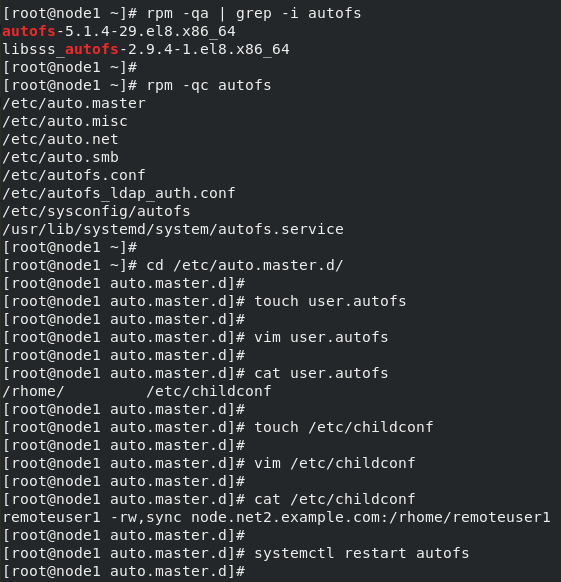 [root@node1 ~]# rpm -qa | grep -i autofs
autofs-5.1.4-29.el8.x86_64
libsss_autofs-2.9.4-1.el8.x86_64
[root@node1 ~]#
[root@node1 ~]# rpm -qc autofs
/etc/auto.master
/etc/auto.misc
/etc/auto.net
/etc/auto.smb
/etc/autofs.conf
/etc/autofs_ldap_auth.conf
/etc/sysconfig/autofs
/usr/lib/systemd/system/autofs.service
[root@node1 ~]#
[root@node1 ~]# cd /etc/auto.master.d/
[root@node1 auto.master.d]#
[root@node1 auto.master.d]# touch user.autofs
[root@node1 auto.master.d]#
[root@node1 auto.master.d]# vim user.autofs
[root@node1 auto.master.d]#
[root@node1 auto.master.d]# cat user.autofs
/rhome/         /etc/childconf
[root@node1 auto.master.d]#
[root@node1 auto.master.d]# touch /etc/childconf
[root@node1 auto.master.d]#
[root@node1 auto.master.d]# vim /etc/childconf
[root@node1 auto.master.d]#
[root@node1 auto.master.d]# cat /etc/childconf
remoteuser1 -rw,sync node.net2.example.com:/rhome/remoteuser1
[root@node1 auto.master.d]#
[root@node1 auto.master.d]# systemctl restart autofs
[root@node1 auto.master.d]#